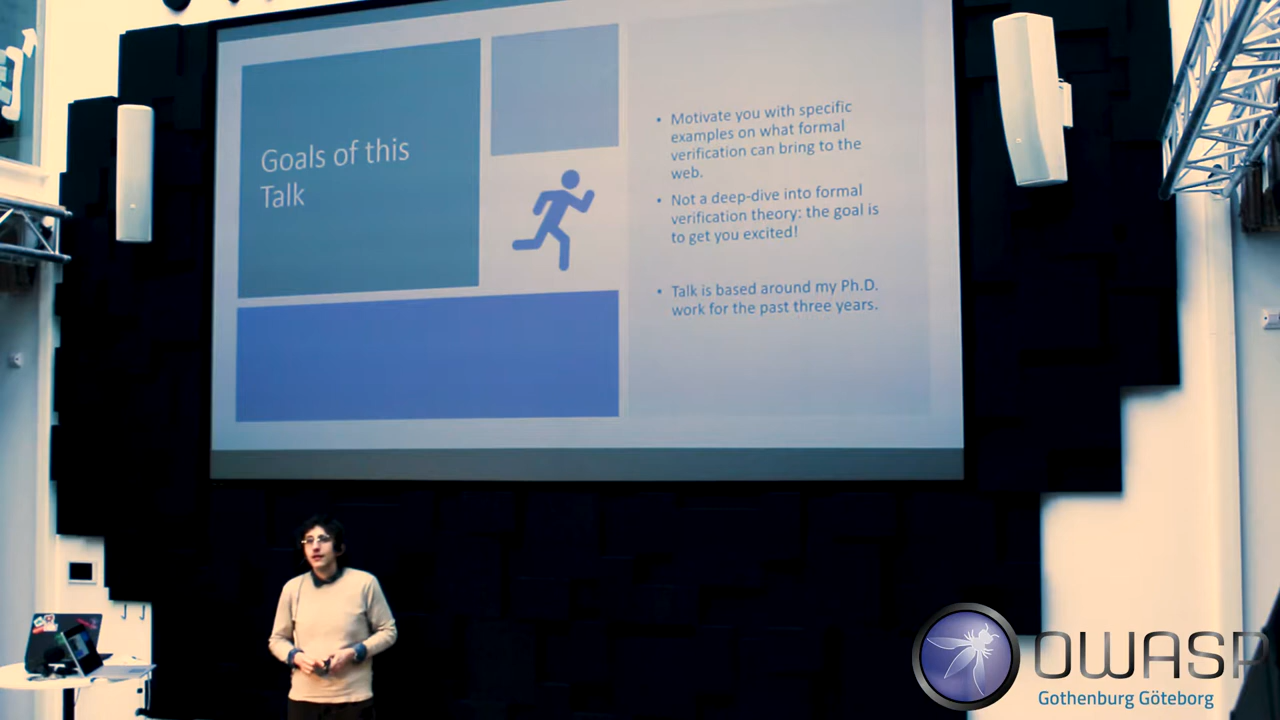 Goals of this
Talk
• Motivate you with specific
examples on what formal
verification can bring to the
web.
• Not a deep-dive into formal
verification theory: the goal is
to get you excited!
• Talk is based around my Ph.D.
work for the past three years.
OWASP
Gothenburg Göteborg